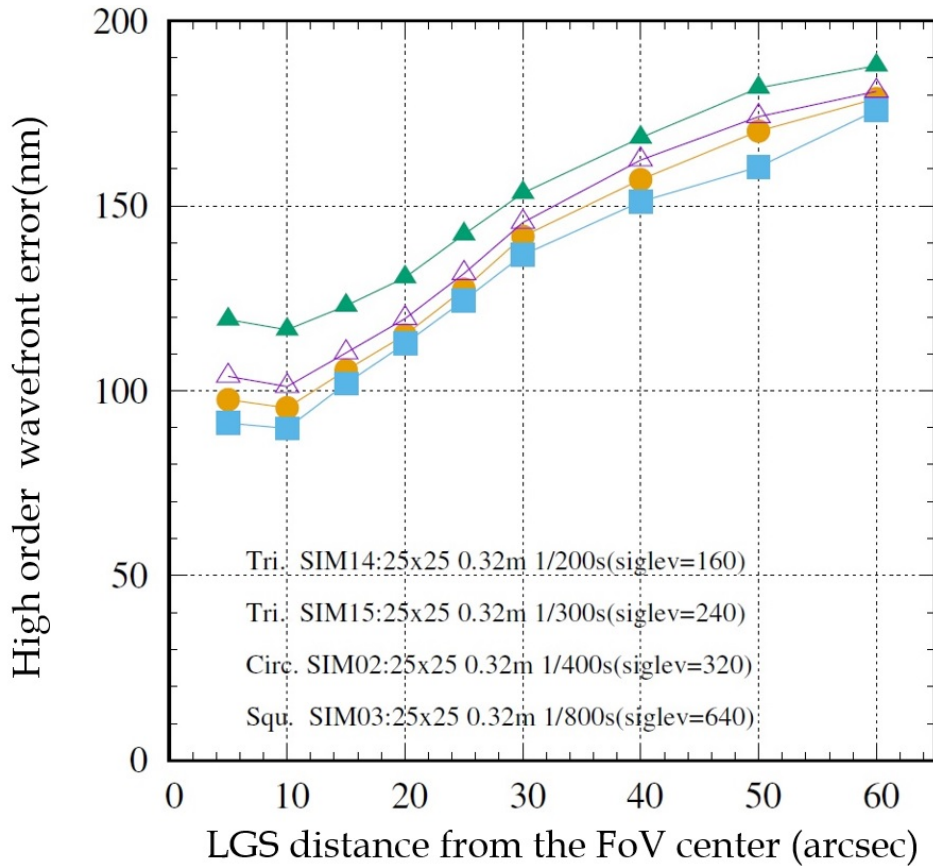 200
150
100
50
0
High order wavefront error(nm)
Tri. SIM14:25x25 0.32m 1/200s(siglev=160)
Tri. SIM15:25x25 0.32m 1/300s(siglev=240)
Circ. SIM02:25x25 0.32m 1/400s(siglev=320)
Squ. SIM03:25x25 0.32m 1/800s(siglev=640)
0 10 20 30 40 50 60
LGS distance from the FoV center (arcsec)